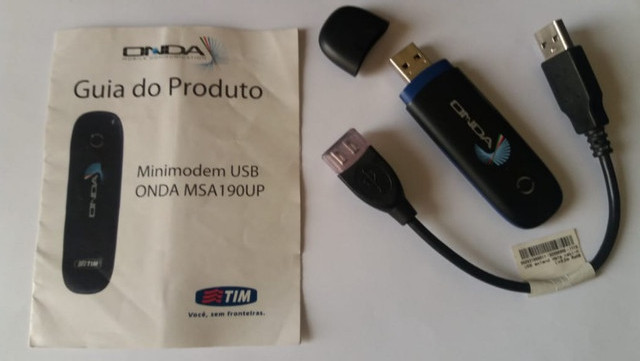 ONDA
Guia do Produto
Minimodem USB
ONDA MSA190UP
ONDA
TIM
TIM
Você, sem fronteiras.
ONDA